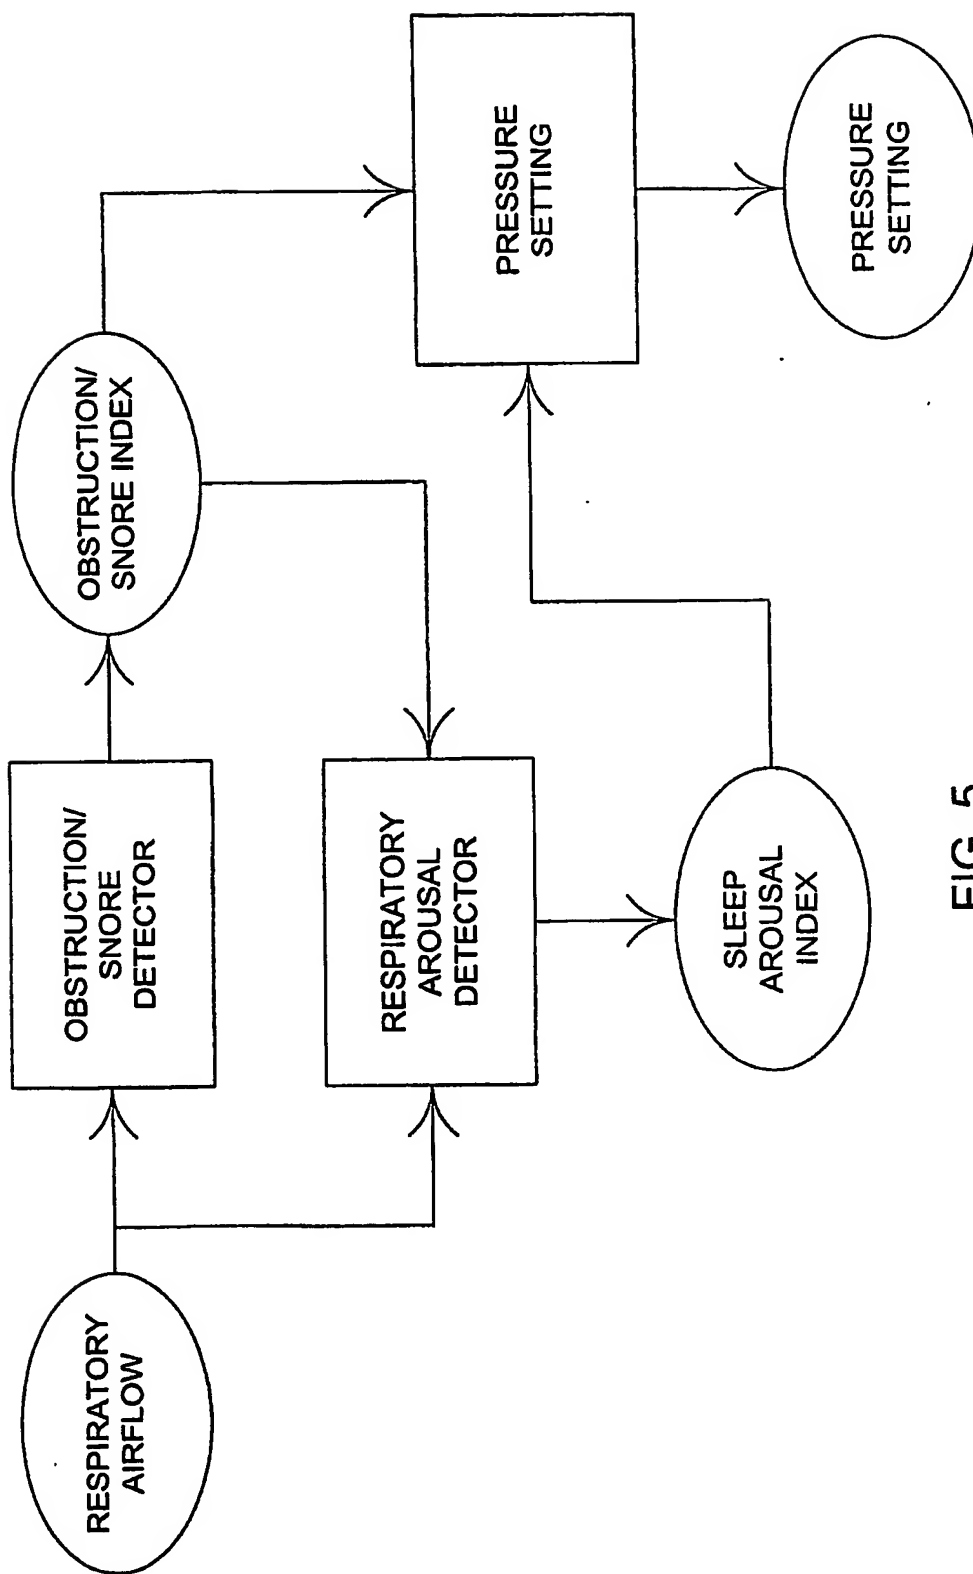 RESPIRATORY
AIRFLOW
OBSTRUCTION/
SNORE
DETECTOR
OBSTRUCTION/
SNORE INDEX
RESPIRATORY
AROUSAL
DETECTOR
PRESSURE
SETTING
SLEEP
AROUSAL
INDEX
PRESSURE
SETTING
FIG. 5